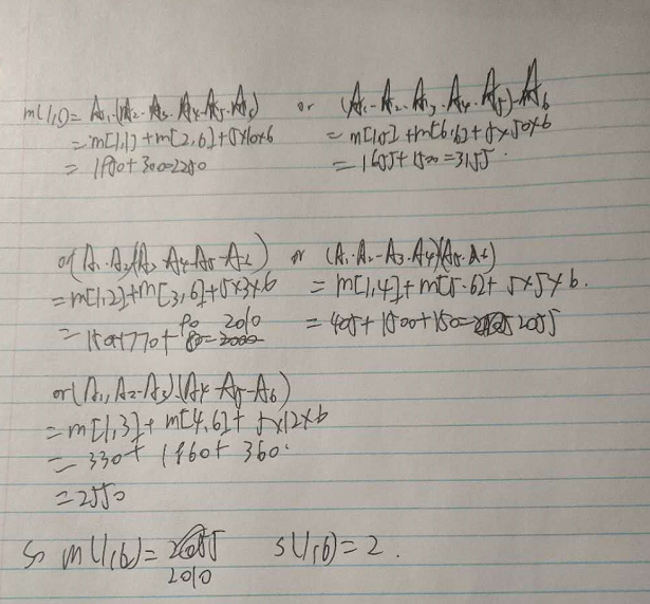 m(1,6) = A1.(A2.A3.A4.A5.A6) or (A1.A2.A3.A4.A5).A6
= m[1,1] + m[2,6] + 5×10×6 = m[1,5] + m[6,6] + 5×50×6
= 1950 + 300=2250 = 1655 + 1500 = 3155.
or(A1.A2)(A3.A4.A5.A6) or (A1.A2.A3.A4)(A5.A6)
= m[1,2] + m[3,6] + 5×3×6 = m[1,4] + m[5.6] + 5×5×6.
= 150+1770+ 90 2010 = 405 + 1500 + 150 = 2055
or(A1,A2-A3).(A4-A5-A6)
= m[1,3] + m[4,6] + 5×12×6
= 330 + 1860 + 360.
= 2550
So m(1,6) = 2010 S(1,6) = 2.